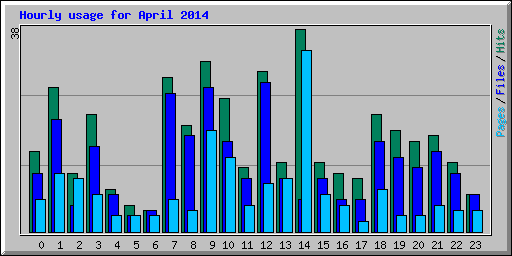 Hourly usage for April 2014
38
Pages / Files / Hits
0 1 2 3 4 5 6 7 8 9 10 11 12 13 14 15 16 17 18 19 20 21 22 23